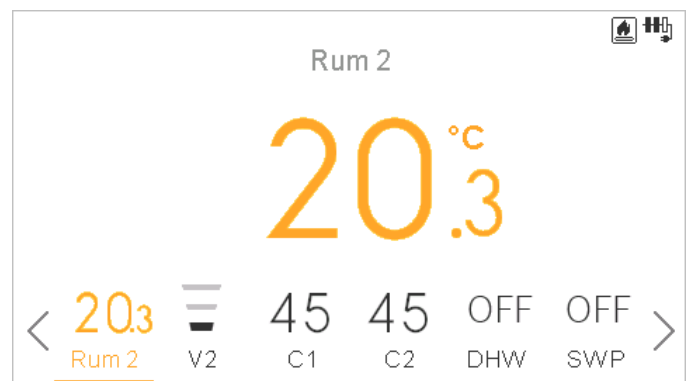 Rum 2
20.3 °C
20.3 45 45 OFF OFF
Rum 2 V2 C1 C2 DHW SWP